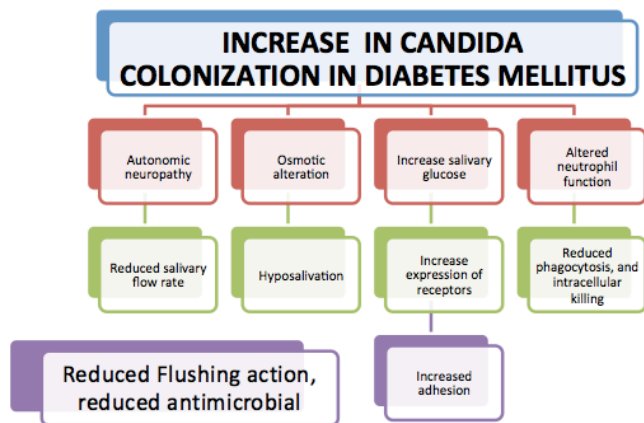 INCREASE IN CANDIDA
COLONIZATION IN DIABETES MELLITUS
Autonomic
neuropathy
Osmotic
alteration
Increase salivary
glucose
Altered
neutrophil
function
Reduced salivary
flow rate
Hyposalivation
Increase
expression of
receptors
Reduced
phagocytosis, and
intracellular
killing
Reduced Flushing action,
reduced antimicrobial
Increased
adhesion